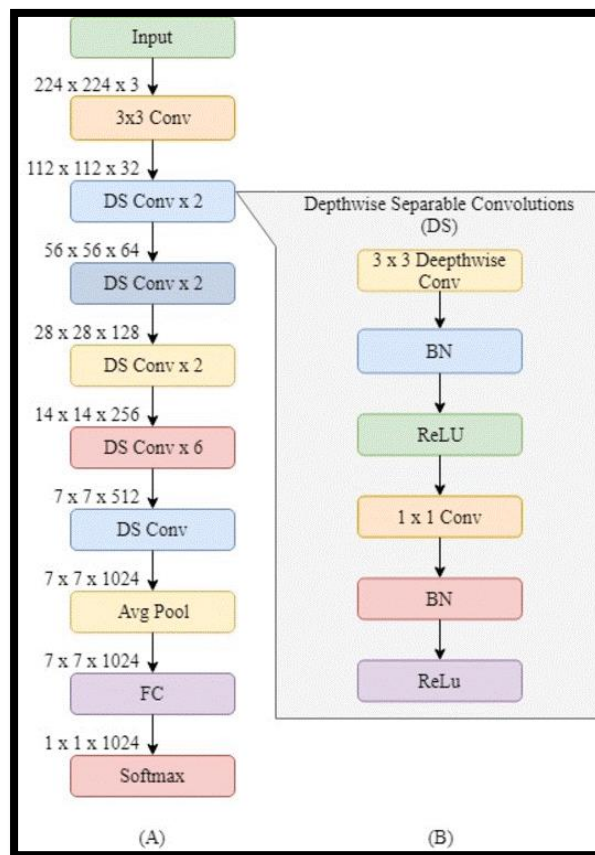 Input
224 x 224 x 3
3x3 Conv
112 x 112 x 32
DS Conv x 2
56 x 56 x 64
DS Conv x 2
28 x 28 x 128
DS Conv x 2
14 x 14 x 256
DS Conv x 6
7 x 7 x 512
DS Conv
7 x 7 x 1024
Avg Pool
7 x 7 x 1024
FC
1 x 1 x 1024
Softmax
(A)
Depthwise Separable Convolutions
(DS)
3 x 3 Deepthwise
Conv
BN
ReLU
1 x 1 Conv
BN
ReLu
(B)